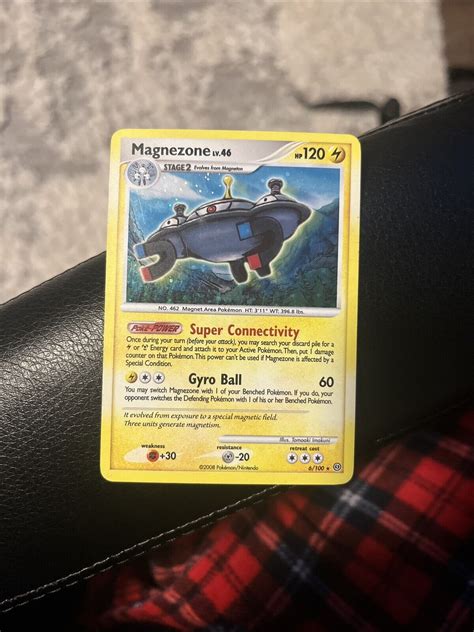 Magnezone LV.46 HP 120
STAGE 2 Evolves from Magneton
NO. 462 Magnet Area Pokémon HT: 3'11" WT: 396.8 lbs.
Poké-POWER Super Connectivity
Once during your turn (before your attack), you may search your discard pile for a
or Energy card and attach it to your Active Pokémon. Then, put 1 damage
counter on that Pokémon. This power can't be used if Magnezone is affected by a
Special Condition.
Gyro Ball 60
You may switch Magnezone with 1 of your Benched Pokémon. If you do, your
opponent switches the Defending Pokémon with 1 of his or her Benched Pokémon.
It evolved from exposure to a special magnetic field.
Three units generate magnetism.
Illus. Tomoaki Imakuni
weakness resistance retreat cost
+30 -20
©2008 Pokémon/Nintendo 6/100 ★